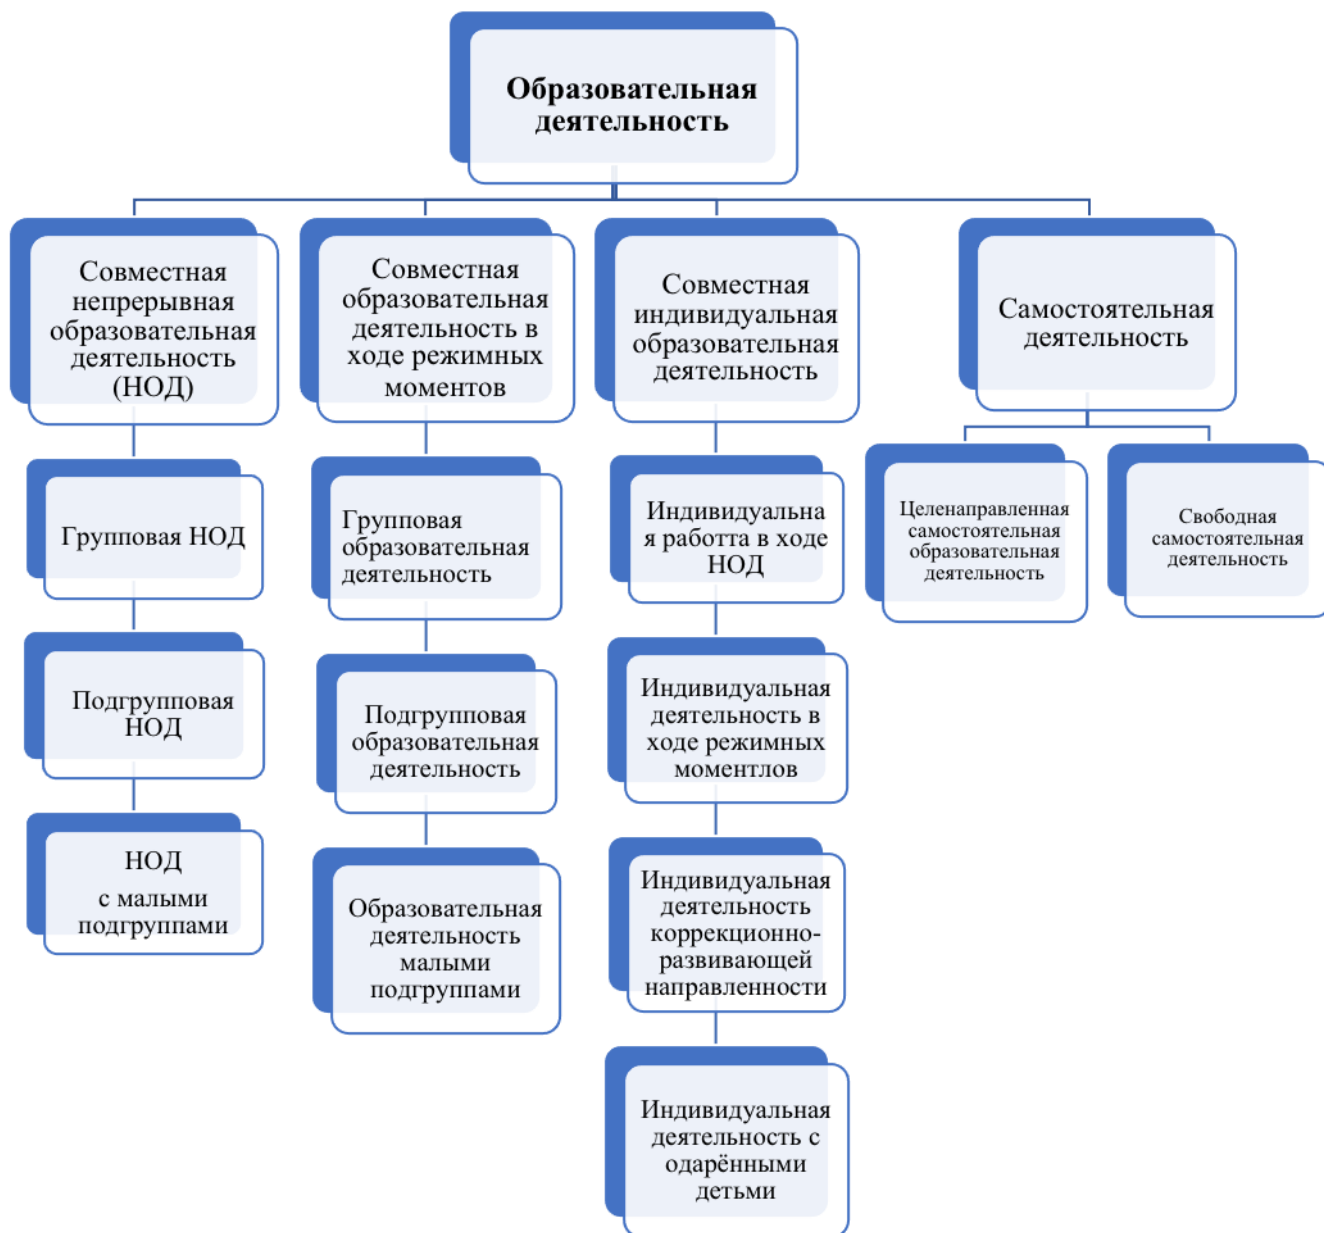 Образовательная
деятельность
Совместная
непрерывная
образовательная
деятельность
(НОД)
Групповая НОД
Подгрупповая
НОД
НОД
с малыми
подгруппами
Совместная
образовательная
деятельность в
ходе режимных
моментов
Групповая
образовательная
деятельность
Подгрупповая
образовательная
деятельность
Образовательная
деятельность
малыми
подгруппами
Совместная
индивидуальная
образовательная
деятельность
Индивидуальна
я работта в ходе
НОД
Индивидуальная
деятельность в
ходе режимных
моментлов
Индивидуальная
деятельность
коррекционно-
развивающей
направленности
Индивидуальная
деятельность с
одарёнными
детьми
Самостоятельная
деятельность
Целенаправленная
самостоятельная
образовательная
деятельность
Свободная
самостоятельная
деятельность